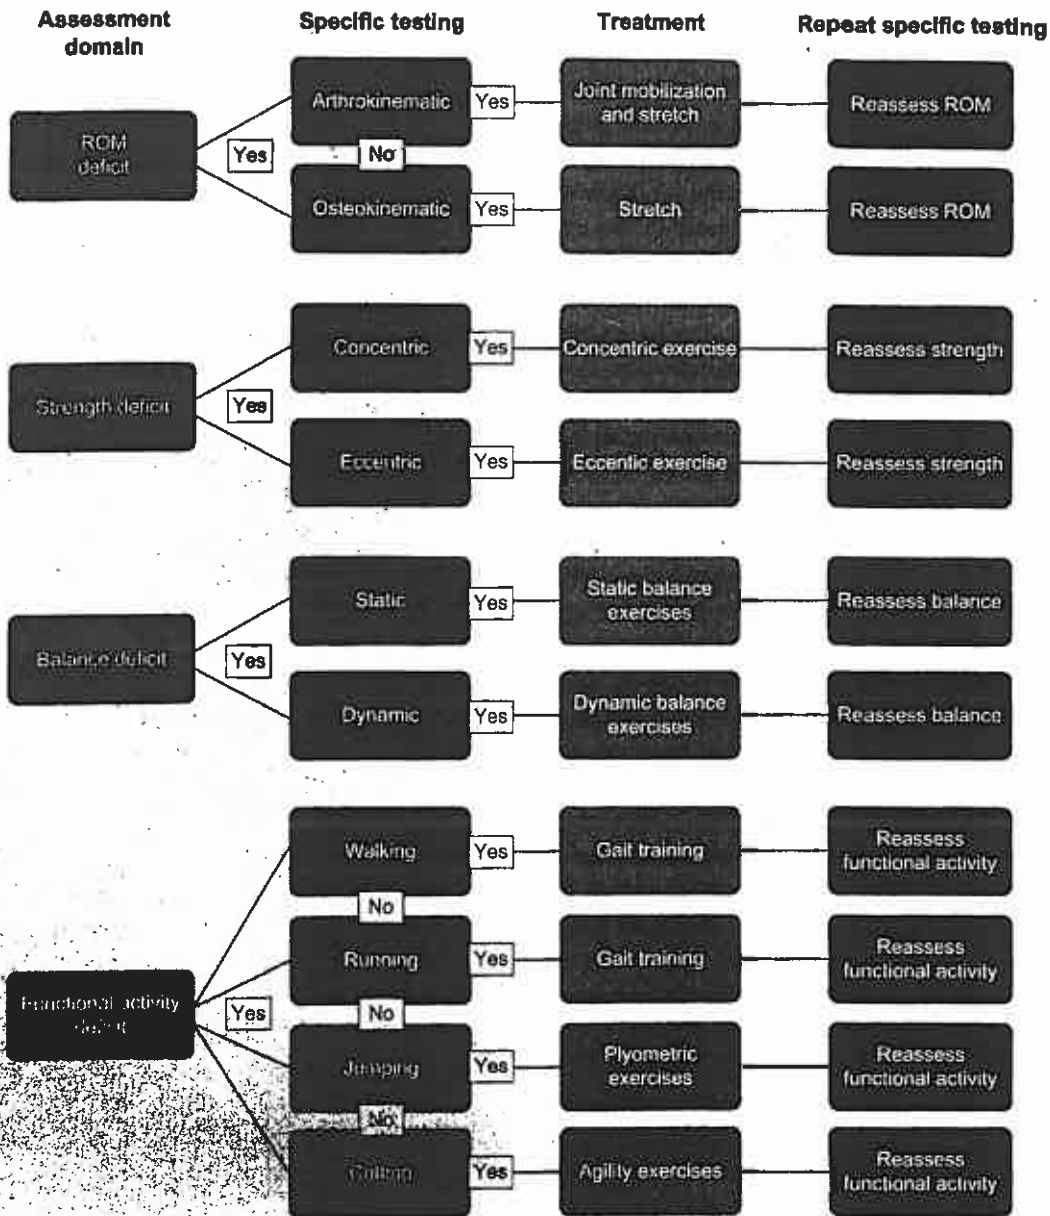 Assessment
domain
Specific testing
Treatment
Repeat specific testing
ROM
deficit
Yes
Arthrokinematic
Yes
Joint mobilization
and stretch
Reassess ROM
No
Osteokinematic
Yes
Stretch
Reassess ROM
Strength deficit
Yes
Concentric
Yes
Concentric exercise
Reassess strength
Eccentric
Yes
Eccentic exercise
Reassess strength
Balance deficit
Yes
Static
Yes
Static balance
exercises
Reassess balance
Dynamic
Yes
Dynamic balance
exercises
Reassess balance
Functional activity
deficit
Yes
Walking
Yes
Gait training
Reassess
functional activity
No
Running
Yes
Gait training
Reassess
functional activity
No
Jumping
Yes
Plyometric
exercises
Reassess
functional activity
No
Cutting
Yes
Agility exercises
Reassess
functional activity